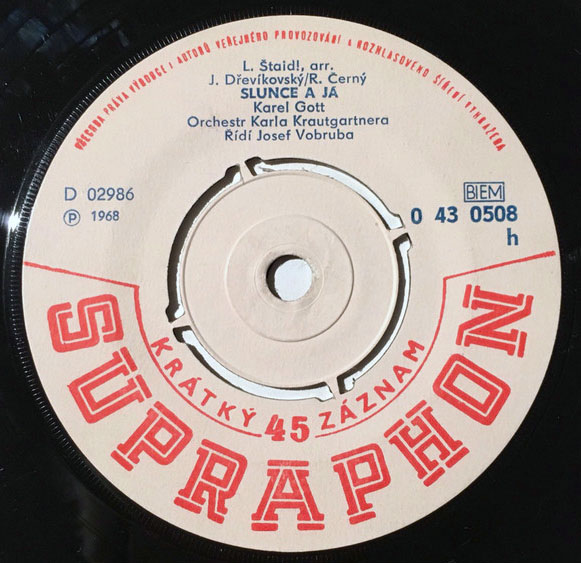 VŠECHNA PRÁVA VÝROBCE I AUTORŮ VEŘEJNÉHO PROVOZOVÁNÍ A ROZHLASOVÉHO ŠÍŘENÍ VYHRAŽENA
L. Štaidl, arr.
J. Dřevíkovský/R. Černý
SLUNCE A JÁ
Karel Gott
Orchestr Karla Krautgartnera
Řídí Josef Vobruba
D 02986
Ⓟ 1968
BIEM
0 43 0508
h
KRÁTKÝ 45 ZÁZNAM
SUPRAPHON